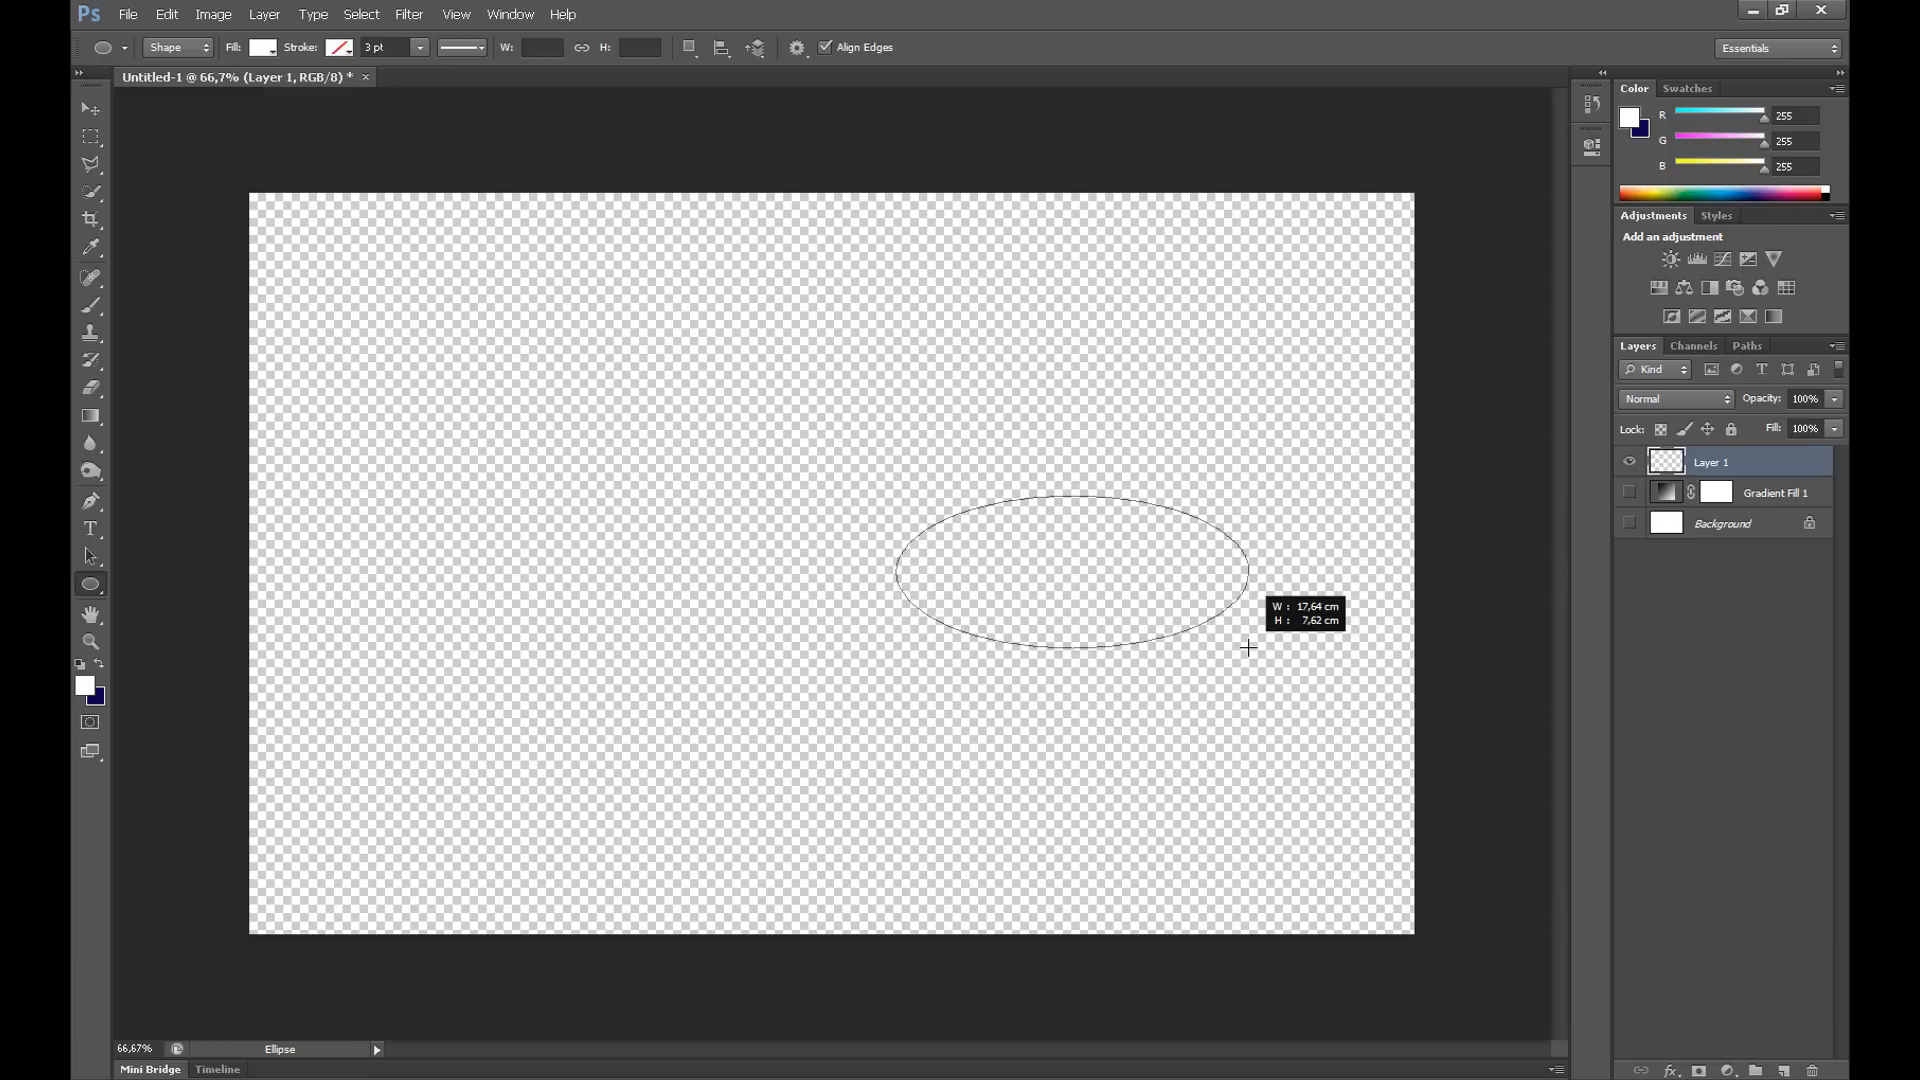 Ps File Edit Image Layer Type Select Filter View Window Help
Shape Fill: Stroke: 3 pt W: H: Align Edges Essentials
Untitled-1 @ 66,7% (Layer 1, RGB/8) * ×
Color Swatches
R 255
G 255
B 255
Adjustments Styles
Add an adjustment
Layers Channels Paths
Kind
Normal Opacity: 100%
Lock: Fill: 100%
Layer 1
Gradient Fill 1
Background
W : 17,64 cm
H : 7,62 cm
66,67% Ellipse
Mini Bridge Timeline